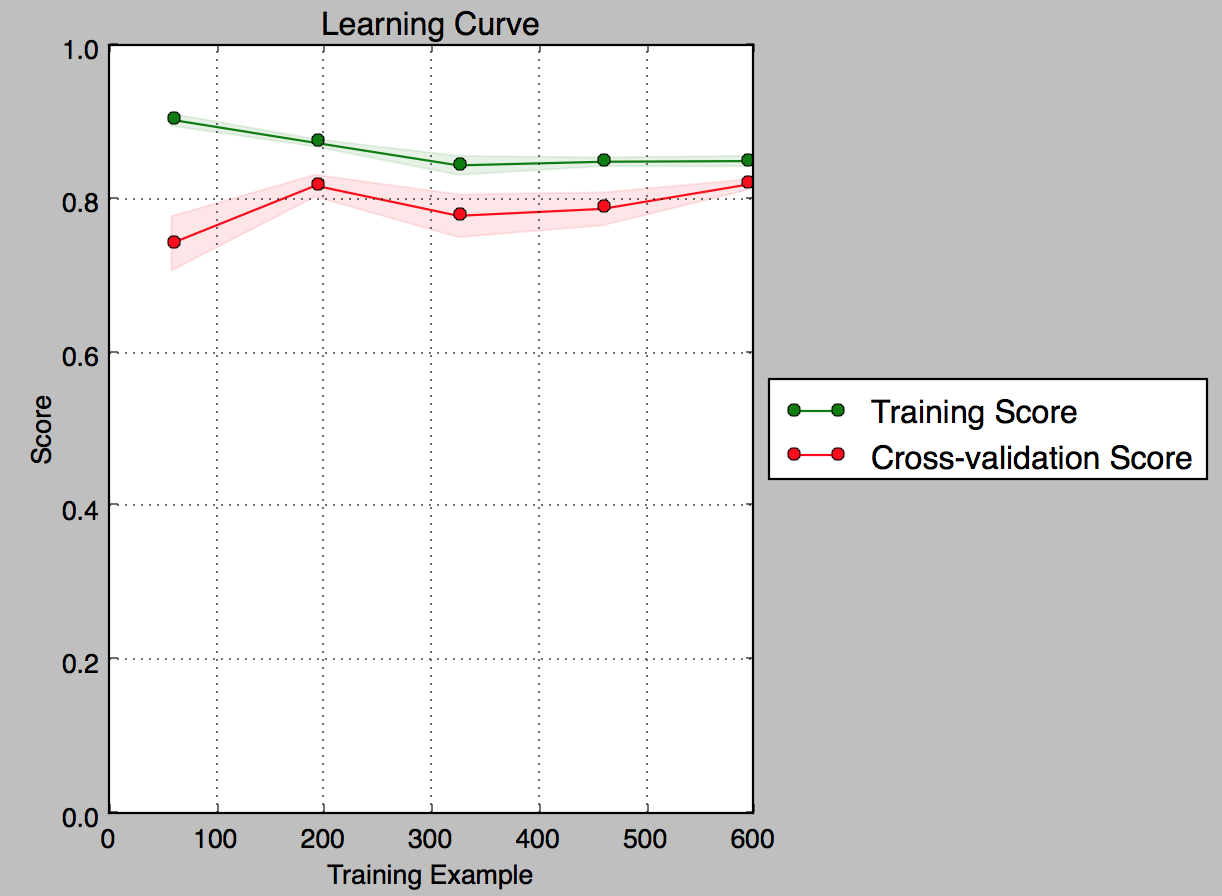 Learning Curve
1.0
0.8
0.6
0.4
0.2
0.0
Score
0 100 200 300 400 500 600
Training Example
Training Score
Cross-validation Score